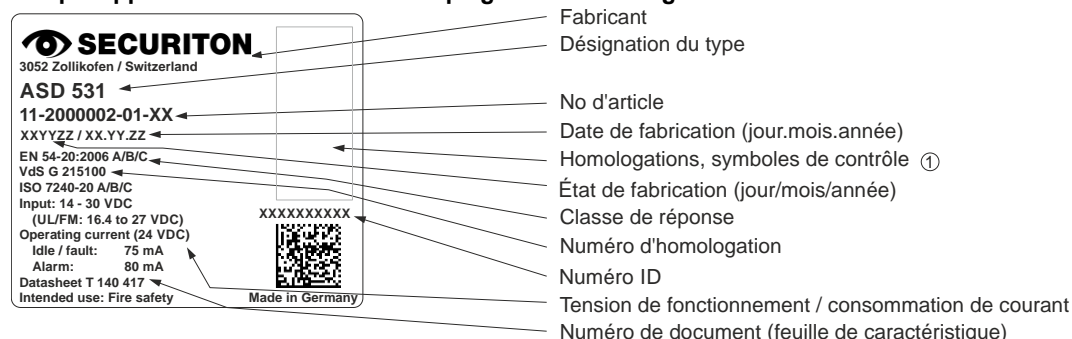 SECURITON
3052 Zollikofen / Switzerland
ASD 531
11-2000002-01-XX
XXYYZZ / XX.YY.ZZ
EN 54-20:2006 A/B/C
VdS G 215100
ISO 7240-20 A/B/C
Input: 14 - 30 VDC
(UL/FM: 16.4 to 27 VDC)
Operating current (24 VDC)
Idle / fault: 75 mA
Alarm: 80 mA
Datasheet T 140 417
Intended use: Fire safety
XXXXXXXXXX
Made in Germany
Fabricant
Désignation du type
No d'article
Date de fabrication (jour.mois.année)
Homologations, symboles de contrôle ①
État de fabrication (jour/mois/année)
Classe de réponse
Numéro d'homologation
Numéro ID
Tension de fonctionnement / consommation de courant
Numéro de document (feuille de caractéristique)